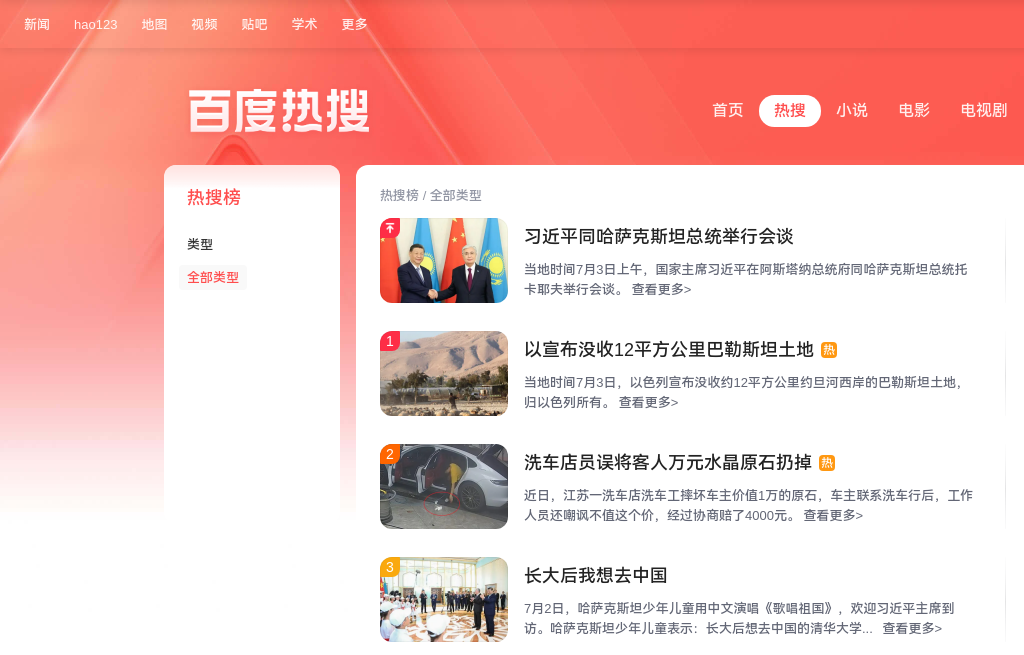 新闻 hao123 地图 视频 贴吧 学术 更多
百度热搜
首页 热搜 小说 电影 电视剧
热搜榜
类型
全部类型
热搜榜 / 全部类型
习近平同哈萨克斯坦总统举行会谈
当地时间7月3日上午，国家主席习近平在阿斯塔纳总统府同哈萨克斯坦总统托
卡耶夫举行会谈。 查看更多>
1
以宣布没收12平方公里巴勒斯坦土地 热
当地时间7月3日，以色列宣布没收约12平方公里约旦河西岸的巴勒斯坦土地，
归以色列所有。 查看更多>
2
洗车店员误将客人万元水晶原石扔掉 热
近日，江苏一洗车店洗车工摔坏车主价值1万的原石，车主联系洗车行后，工作
人员还嘲讽不值这个价，经过协商赔了4000元。 查看更多>
3
长大后我想去中国
7月2日，哈萨克斯坦少年儿童用中文演唱《歌唱祖国》，欢迎习近平主席到
访。哈萨克斯坦少年儿童表示：长大后想去中国的清华大学... 查看更多>